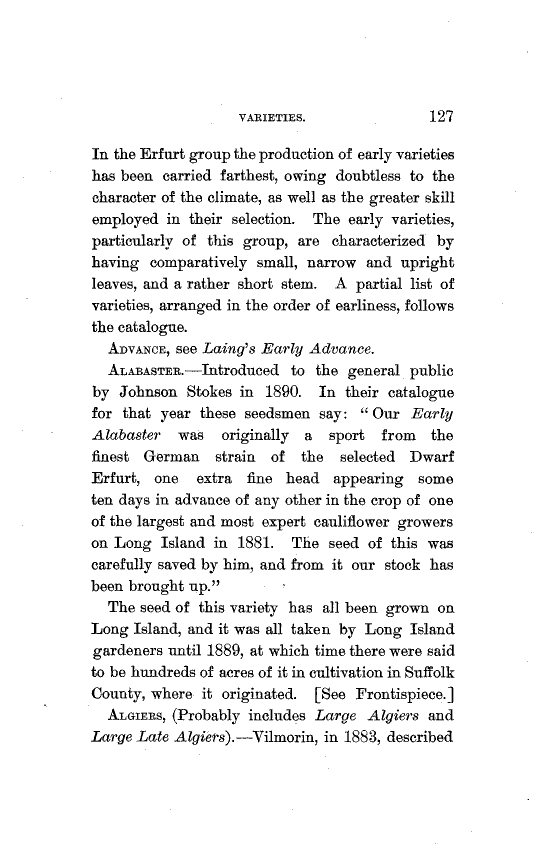 VARIETIES. 127
In the Erfurt group the production of early varieties
has been carried farthest, owing doubtless to the
character of the climate, as well as the greater skill
employed in their selection. The early varieties,
particularly of this group, are characterized by
having comparatively small, narrow and upright
leaves, and a rather short stem. A partial list of
varieties, arranged in the order of earliness, follows
the catalogue.
ADVANCE, see Laing's Early Advance.
ALABASTER.—Introduced to the general public
by Johnson Stokes in 1890. In their catalogue
for that year these seedsmen say: "Our Early
Alabaster was originally a sport from the
finest German strain of the selected Dwarf
Erfurt, one extra fine head appearing some
ten days in advance of any other in the crop of one
of the largest and most expert cauliflower growers
on Long Island in 1881. The seed of this was
carefully saved by him, and from it our stock has
been brought up."
The seed of this variety has all been grown on
Long Island, and it was all taken by Long Island
gardeners until 1889, at which time there were said
to be hundreds of acres of it in cultivation in Suffolk
County, where it originated. [See Frontispiece.]
ALGIERS, (Probably includes Large Algiers and
Large Late Algiers).—Vilmorin, in 1883, described